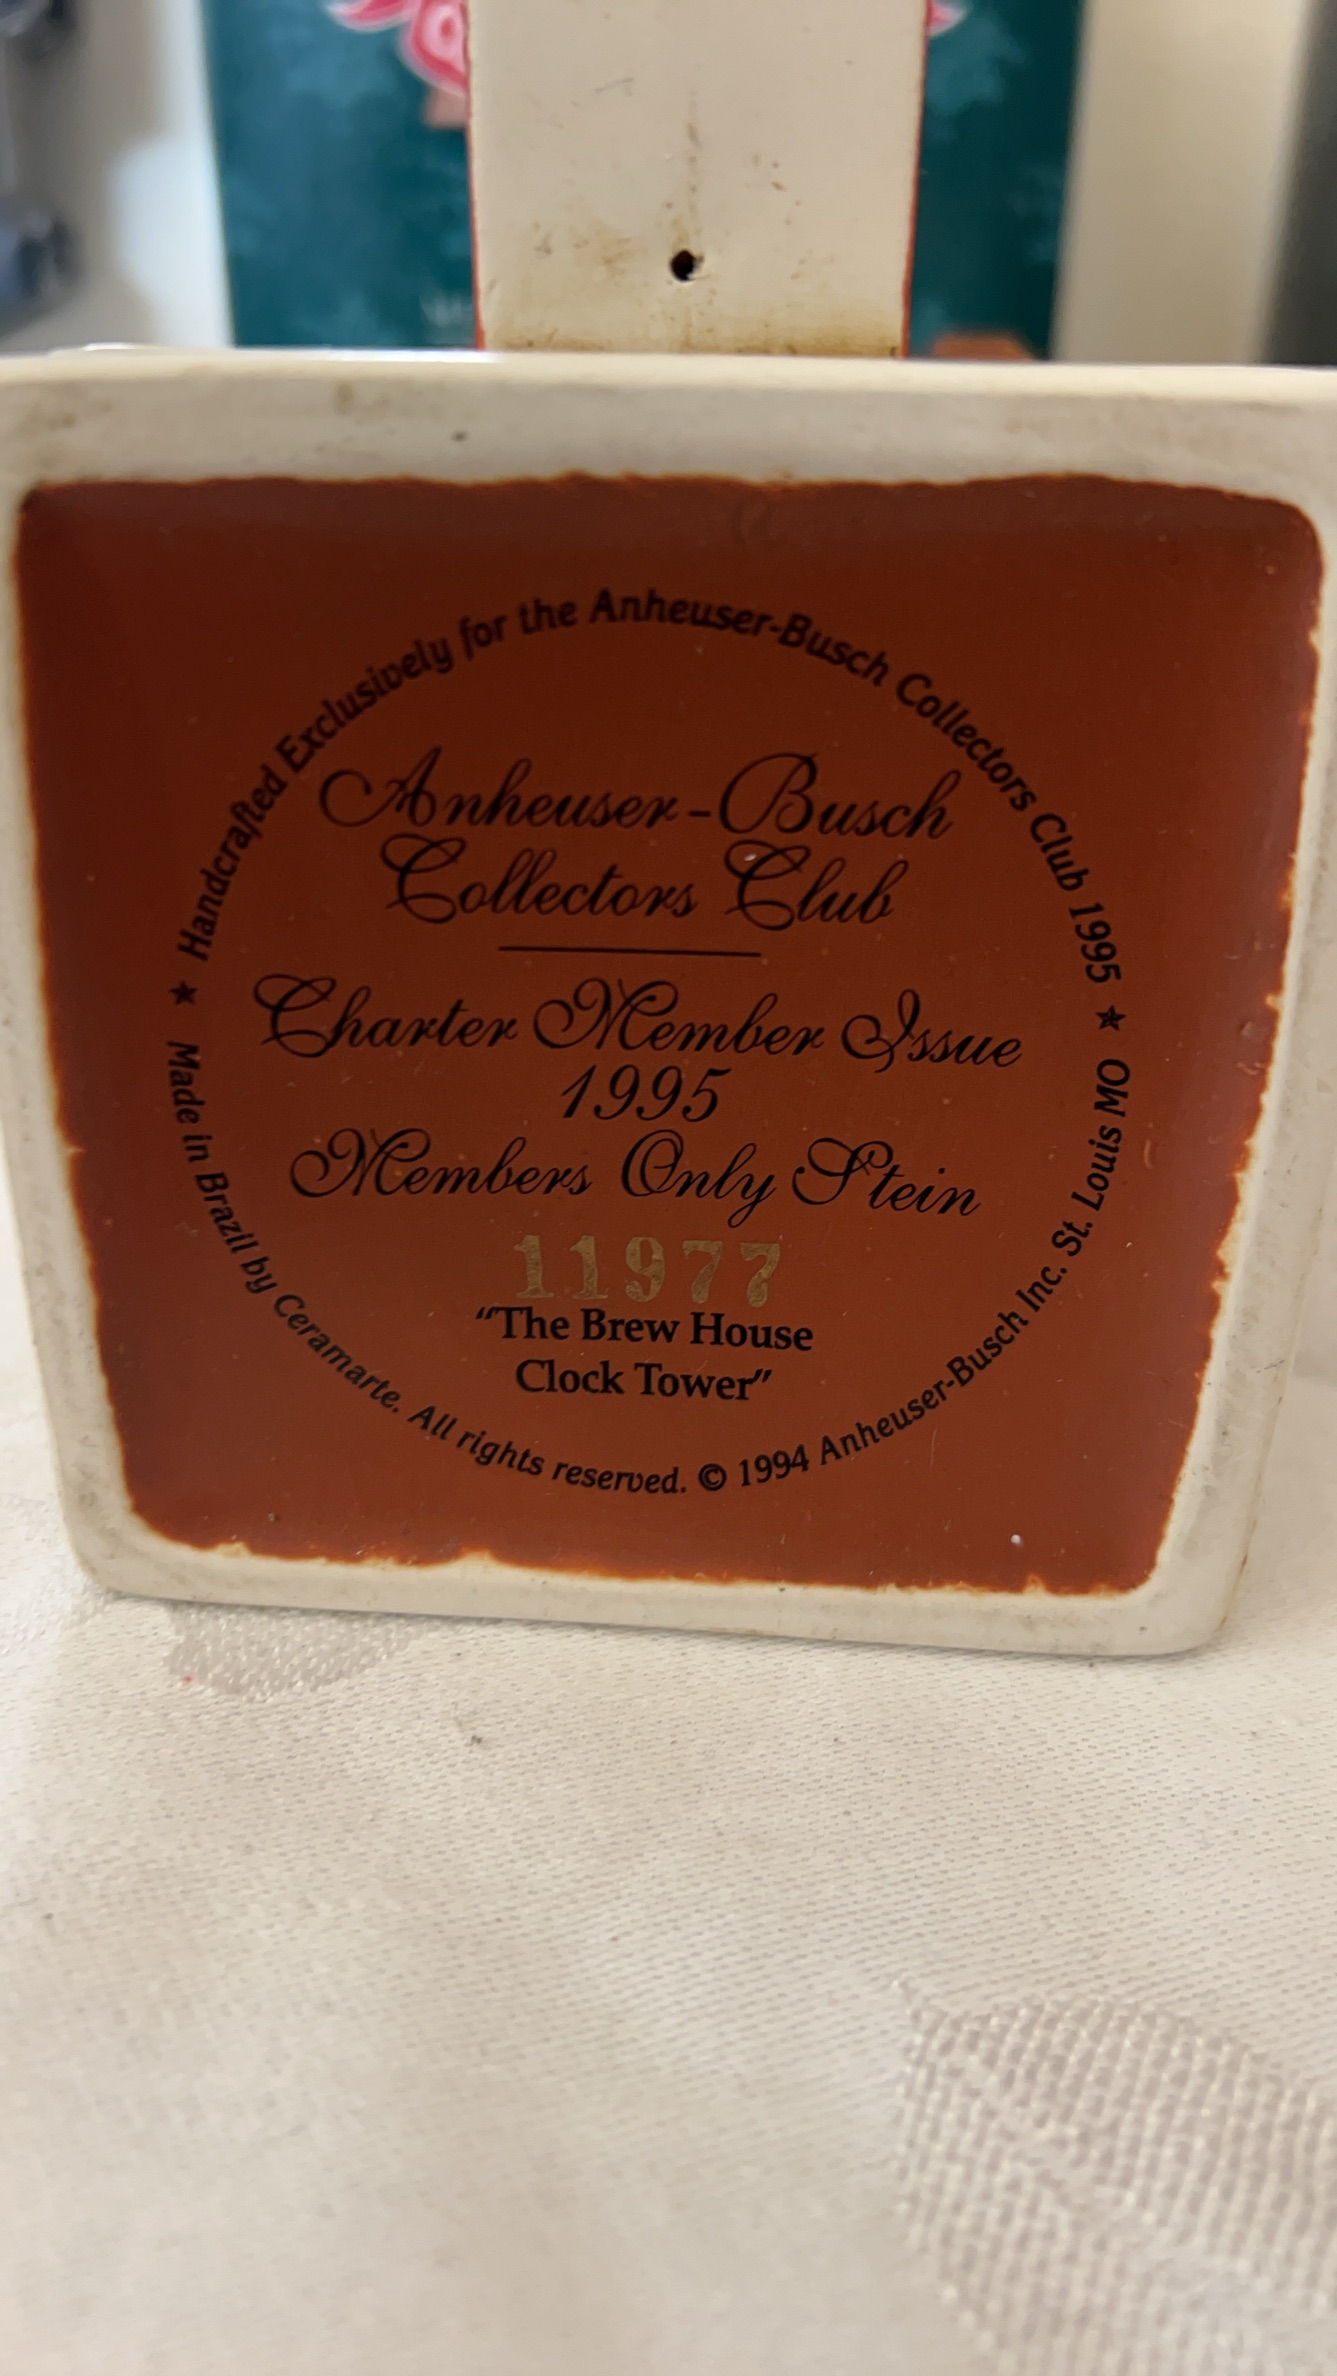 Handcrafted Exclusively for the Anheuser-Busch Collectors Club 1995 ★
Anheuser-Busch
Collectors Club
Charter Member Issue
1995
Members Only Stein
11977
"The Brew House
Clock Tower"
★ Made in Brazil by Ceramarte. All rights reserved. © 1994 Anheuser-Busch Inc. St. Louis MO